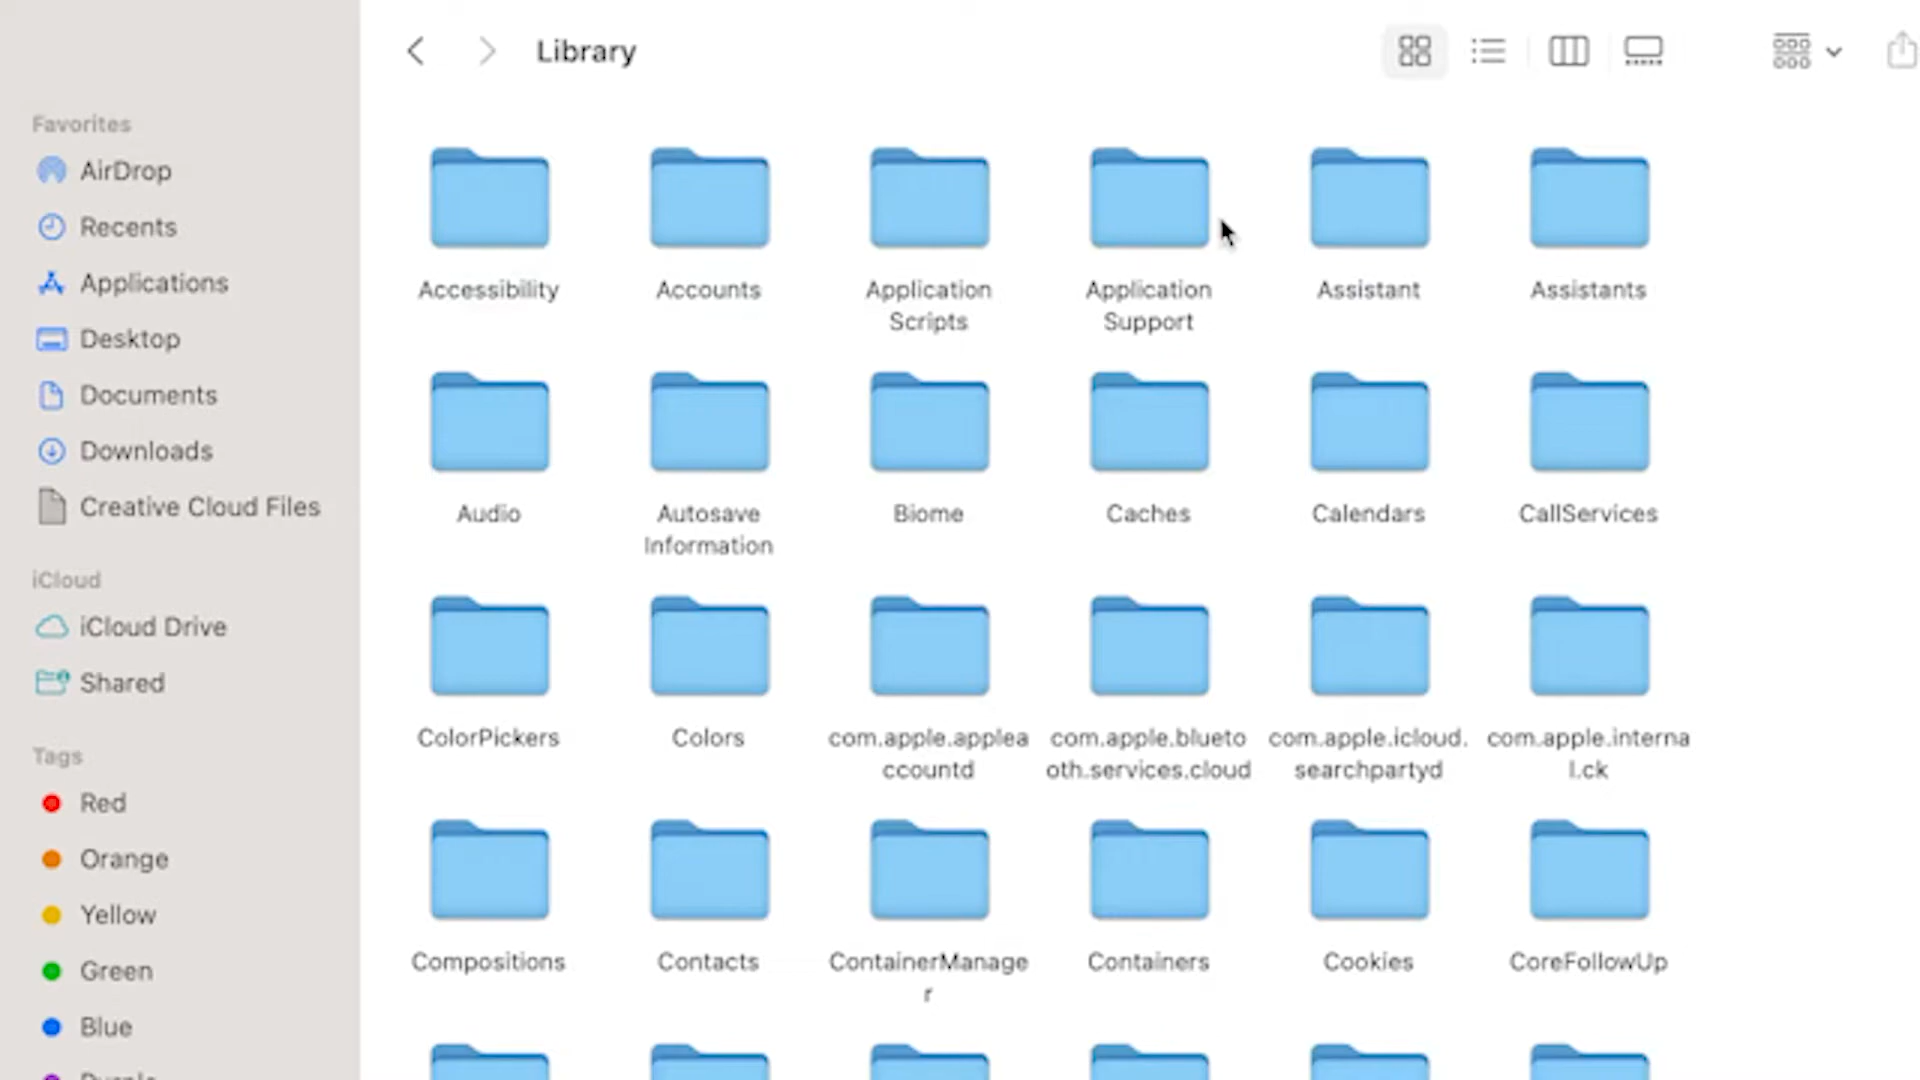 Library
Favorites
AirDrop
Recents
Applications
Desktop
Documents
Downloads
Creative Cloud Files
iCloud
iCloud Drive
Shared
Tags
Red
Orange
Yellow
Green
Blue
Purple
Accessibility
Accounts
Application
Scripts
Application
Support
Assistant
Assistants
Audio
Autosave
Information
Biome
Caches
Calendars
CallServices
ColorPickers
Colors
com.apple.applea
ccountd
com.apple.blueto
oth.services.cloud
com.apple.icloud.
searchpartyd
com.apple.interna
l.ck
Compositions
Contacts
ContainerManage
r
Containers
Cookies
CoreFollowUp